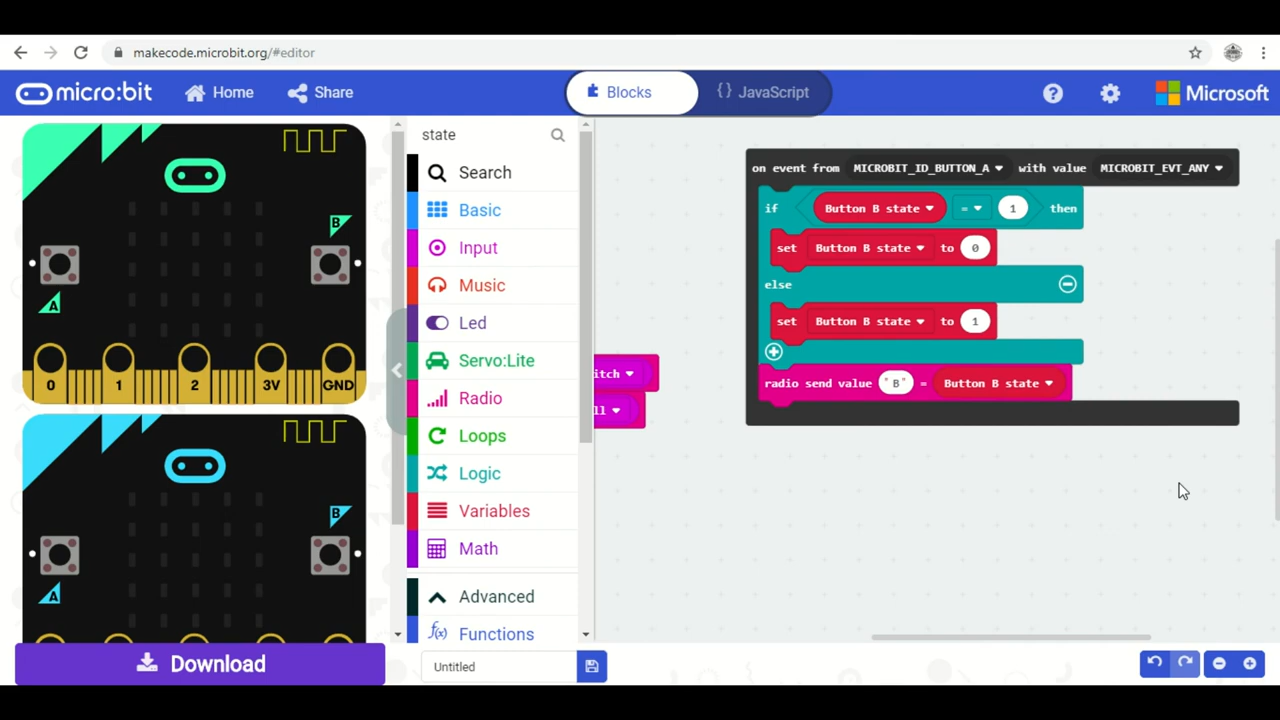 makecode.microbit.org/#editor
micro:bit
Home
Share
Blocks
{} JavaScript
?
Microsoft
state
Search
Basic
Input
Music
Led
Servo:Lite
Radio
Loops
Logic
Variables
Math
Advanced
f(x) Functions
B
A
0 1 2 3V GND
B
A
Download
Untitled
itch
ll
on event from MICROBIT_ID_BUTTON_A with value MICROBIT_EVT_ANY
if Button B state = 1 then
set Button B state to 0
else
set Button B state to 1
radio send value "B" = Button B state